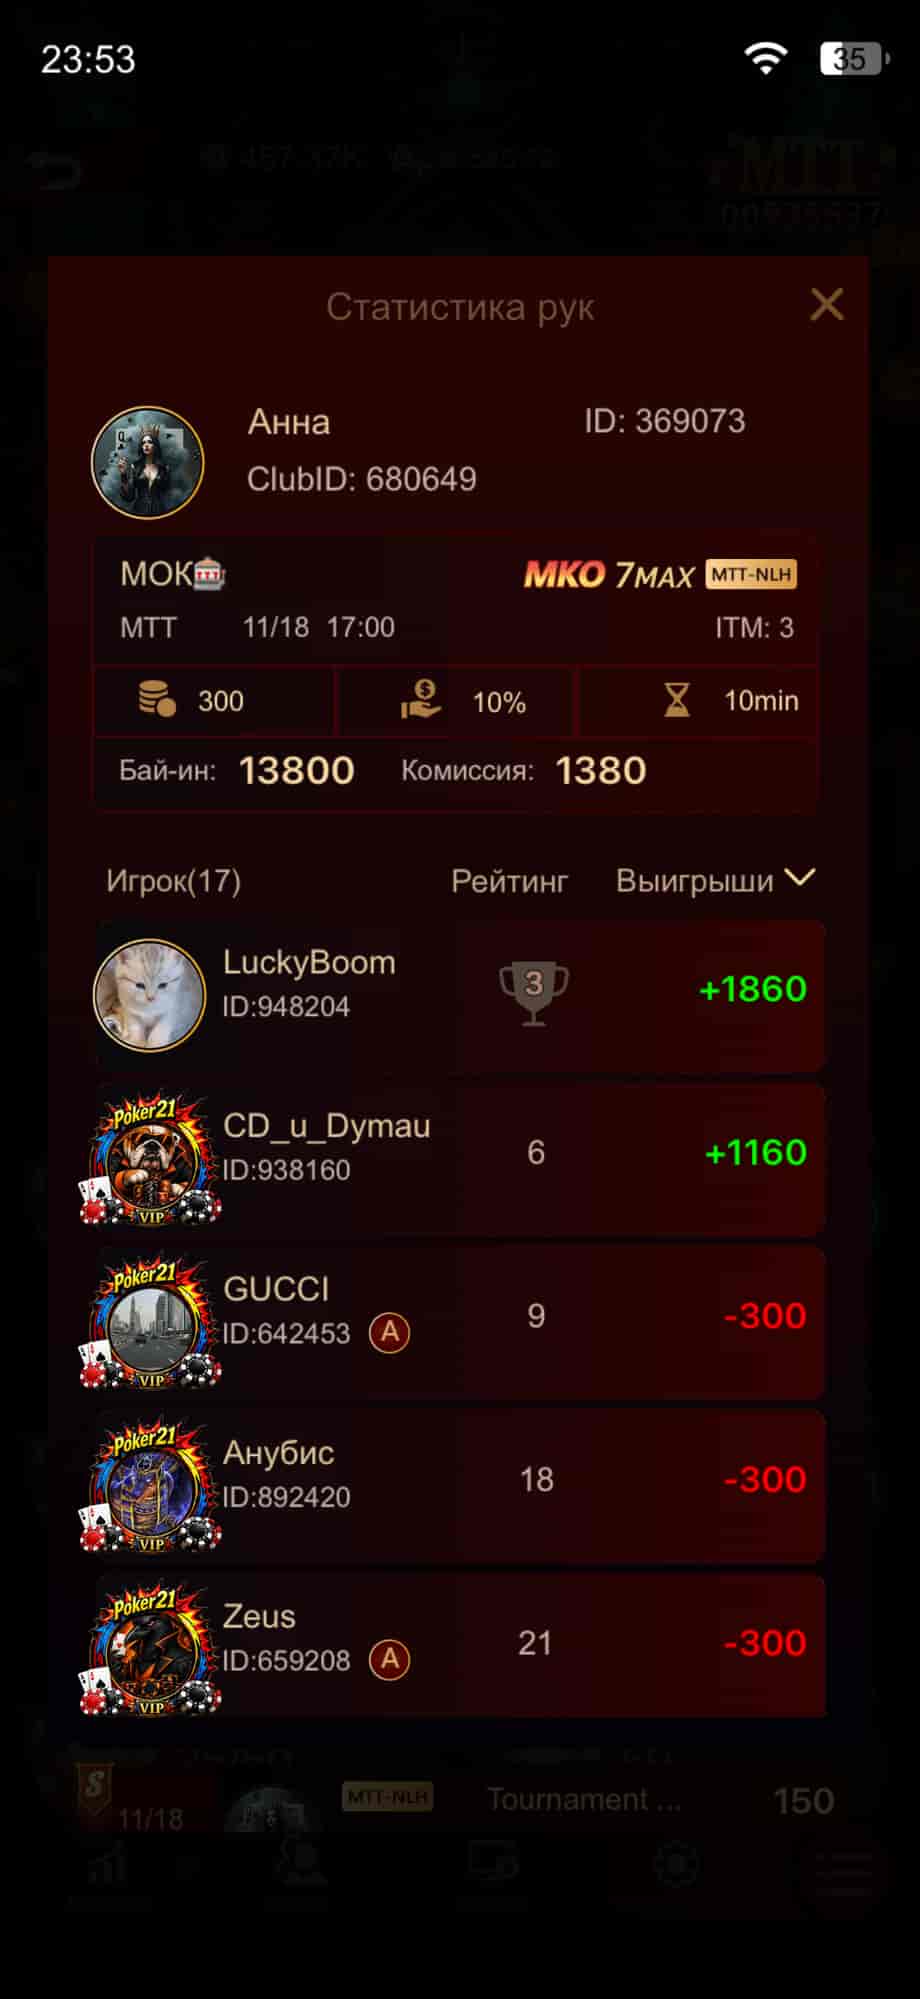 23:53
35
MTT
Статистика рук
Анна
ID: 369073
ClubID: 680649
МОК
MKO 7MAX MTT-NLH
MTT 11/18 17:00
ITM: 3
300
10%
10min
Бай-ин: 13800 Комиссия: 1380
Игрок(17) Рейтинг Выигрыши
LuckyBoom
ID:948204
3
+1860
Poker21
VIP
CD_u_Dymau
ID:938160
6
+1160
Poker21
VIP
GUCCI
ID:642453 A
9
-300
Poker21
VIP
Анубис
ID:892420
18
-300
Poker21
VIP
Zeus
ID:659208 A
21
-300
S
11/18
MTT-NLH
Tournament ...
150